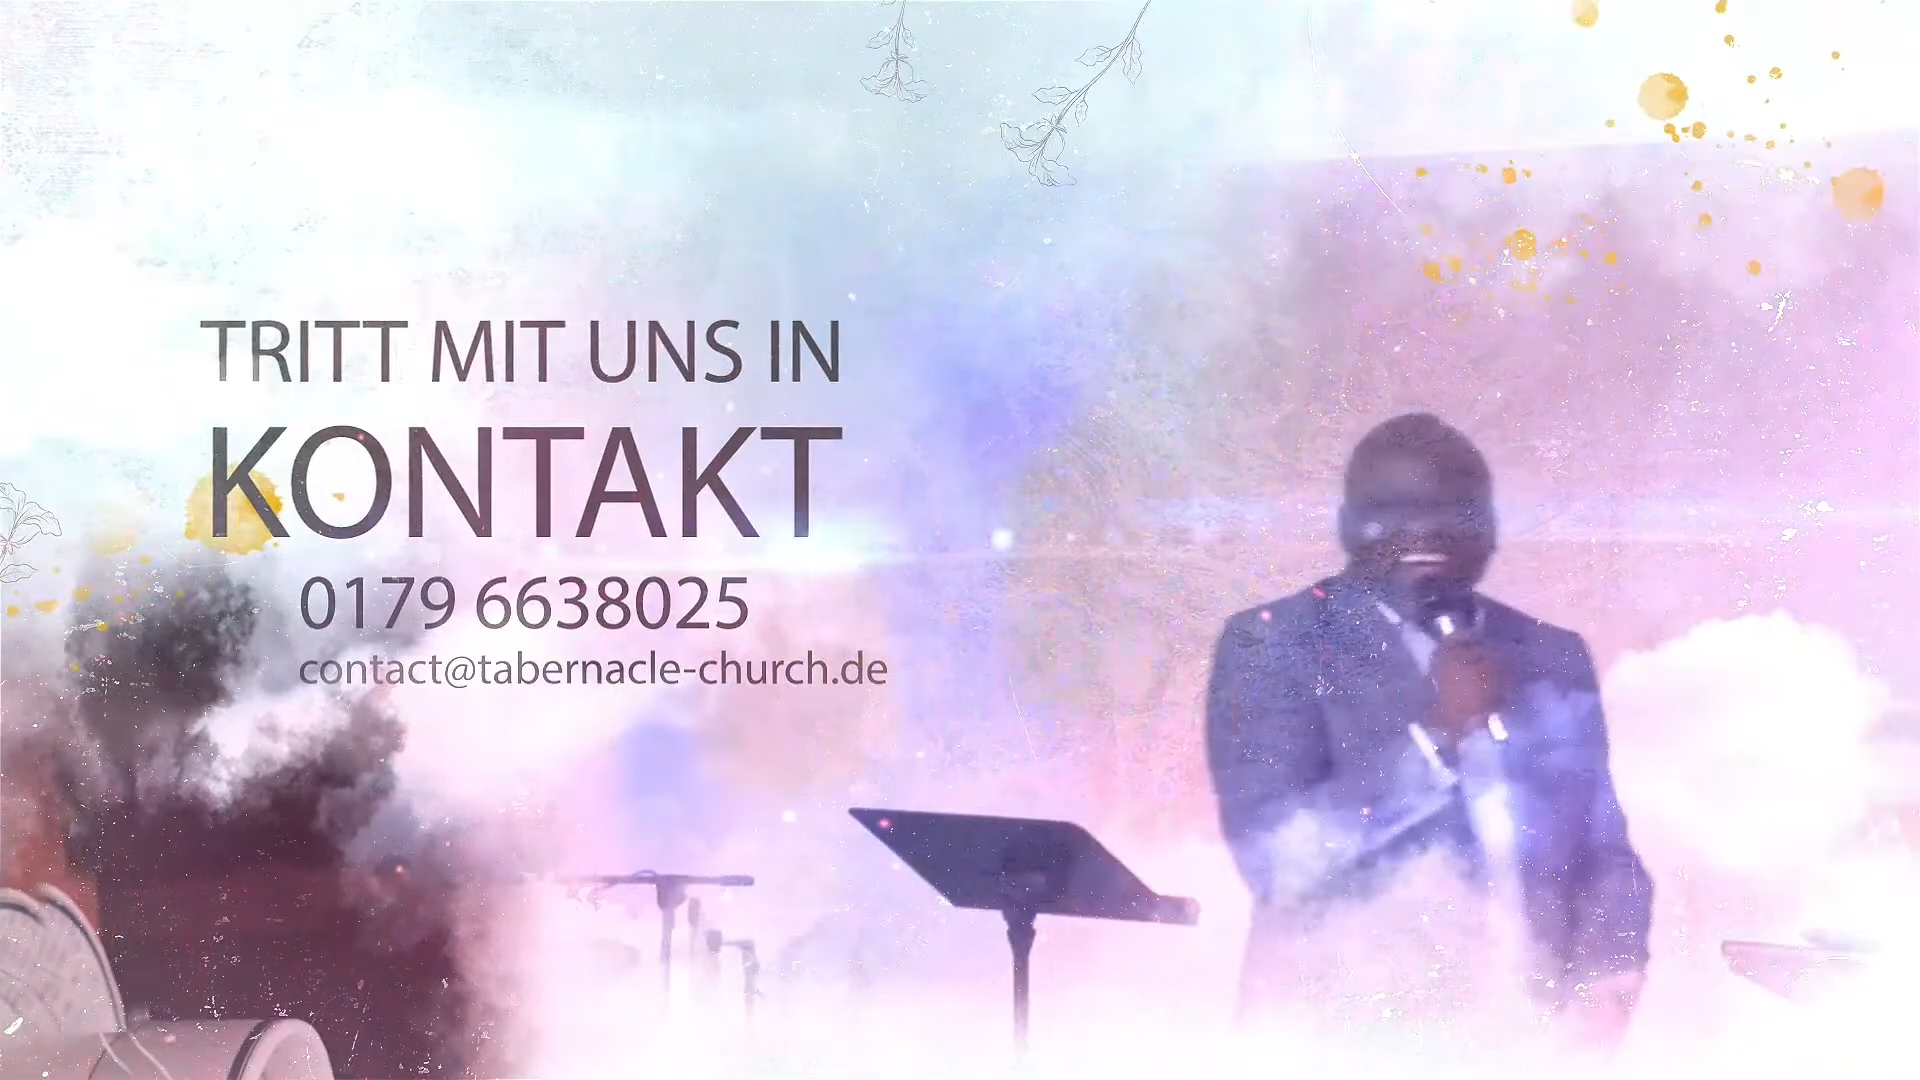 TRITT MIT UNS IN
KONTAKT
0179 6638025
contact@tabernacle-church.de